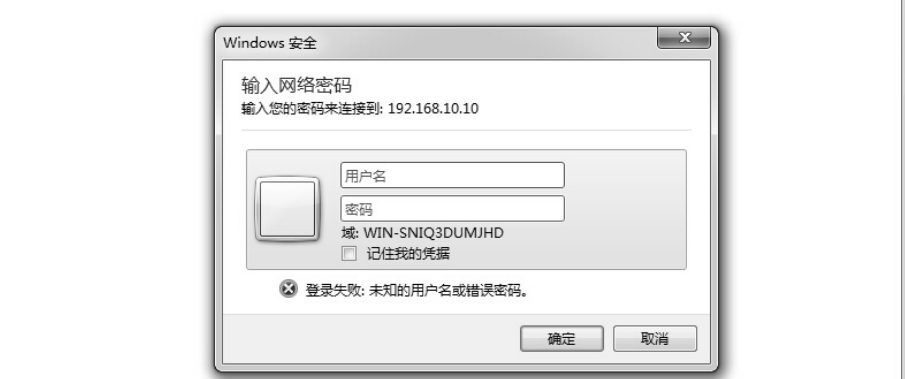 Windows 安全
输入网络密码
输入您的密码来连接到: 192.168.10.10
用户名
密码
域: WIN-SNIQ3DUMJHD
记住我的凭据
登录失败: 未知的用户名或错误密码。
确定
取消